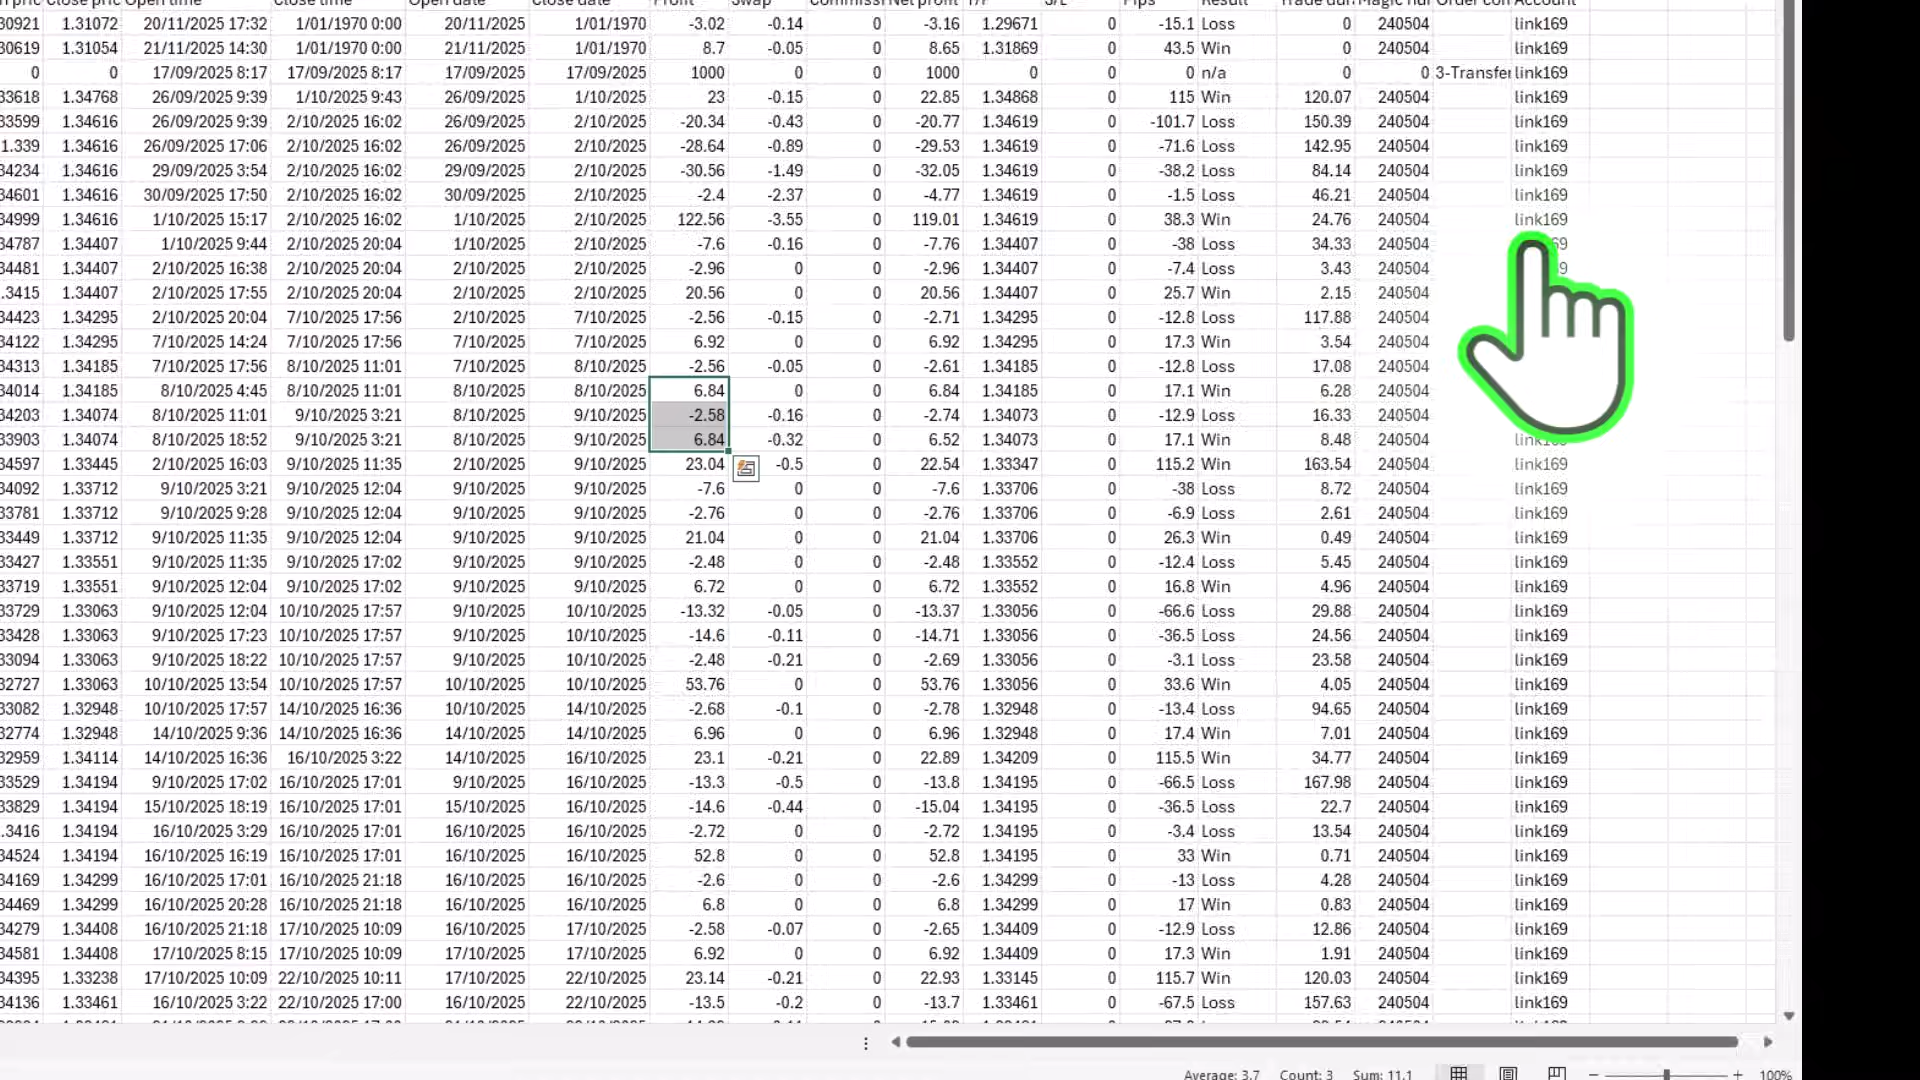 Close pric Open time Close time Open date Close date Profit Swap Commissi Net profit T/P S/L Pips Result Trade dur Magic nu Order con Account
30921 1.31072 20/11/2025 17:32 1/01/1970 0:00 20/11/2025 1/01/1970 -3.02 -0.14 0 -3.16 1.29671 0 -15.1 Loss 0 240504 link169
30619 1.31054 21/11/2025 14:30 1/01/1970 0:00 21/11/2025 1/01/1970 8.7 -0.05 0 8.65 1.31869 0 43.5 Win 0 240504 link169
0 0 17/09/2025 8:17 17/09/2025 8:17 17/09/2025 17/09/2025 1000 0 0 1000 0 0 0 n/a 0 0 3-Transfer link169
33618 1.34768 26/09/2025 9:39 1/10/2025 9:43 26/09/2025 1/10/2025 23 -0.15 0 22.85 1.34868 0 115 Win 120.07 240504 link169
33599 1.34616 26/09/2025 9:39 2/10/2025 16:02 26/09/2025 2/10/2025 -20.34 -0.43 0 -20.77 1.34619 0 -101.7 Loss 150.39 240504 link169
1.339 1.34616 26/09/2025 17:06 2/10/2025 16:02 26/09/2025 2/10/2025 -28.64 -0.89 0 -29.53 1.34619 0 -71.6 Loss 142.95 240504 link169
34234 1.34616 29/09/2025 3:54 2/10/2025 16:02 29/09/2025 2/10/2025 -30.56 -1.49 0 -32.05 1.34619 0 -38.2 Loss 84.14 240504 link169
34601 1.34616 30/09/2025 17:50 2/10/2025 16:02 30/09/2025 2/10/2025 -2.4 -2.37 0 -4.77 1.34619 0 -1.5 Loss 46.21 240504 link169
34999 1.34616 1/10/2025 15:17 2/10/2025 16:02 1/10/2025 2/10/2025 122.56 -3.55 0 119.01 1.34619 0 38.3 Win 24.76 240504 link169
34787 1.34407 1/10/2025 9:44 2/10/2025 20:04 1/10/2025 2/10/2025 -7.6 -0.16 0 -7.76 1.34407 0 -38 Loss 34.33 240504 69
34481 1.34407 2/10/2025 16:38 2/10/2025 20:04 2/10/2025 2/10/2025 -2.96 0 0 -2.96 1.34407 0 -7.4 Loss 3.43 240504 9
.3415 1.34407 2/10/2025 17:55 2/10/2025 20:04 2/10/2025 2/10/2025 20.56 0 0 20.56 1.34407 0 25.7 Win 2.15 240504
34423 1.34295 2/10/2025 20:04 7/10/2025 17:56 2/10/2025 7/10/2025 -2.56 -0.15 0 -2.71 1.34295 0 -12.8 Loss 117.88 240504
34122 1.34295 7/10/2025 14:24 7/10/2025 17:56 7/10/2025 7/10/2025 6.92 0 0 6.92 1.34295 0 17.3 Win 3.54 240504
34313 1.34185 7/10/2025 17:56 8/10/2025 11:01 7/10/2025 8/10/2025 -2.56 -0.05 0 -2.61 1.34185 0 -12.8 Loss 17.08 240504
34014 1.34185 8/10/2025 4:45 8/10/2025 11:01 8/10/2025 8/10/2025 6.84 0 0 6.84 1.34185 0 17.1 Win 6.28 240504
34203 1.34074 8/10/2025 11:01 9/10/2025 3:21 8/10/2025 9/10/2025 -2.58 -0.16 0 -2.74 1.34073 0 -12.9 Loss 16.33 240504
33903 1.34074 8/10/2025 18:52 9/10/2025 3:21 8/10/2025 9/10/2025 6.84 -0.32 0 6.52 1.34073 0 17.1 Win 8.48 240504 link169
34597 1.33445 2/10/2025 16:03 9/10/2025 11:35 2/10/2025 9/10/2025 23.04 -0.5 0 22.54 1.33347 0 115.2 Win 163.54 240504 link169
34092 1.33712 9/10/2025 3:21 9/10/2025 12:04 9/10/2025 9/10/2025 -7.6 0 0 -7.6 1.33706 0 -38 Loss 8.72 240504 link169
33781 1.33712 9/10/2025 9:28 9/10/2025 12:04 9/10/2025 9/10/2025 -2.76 0 0 -2.76 1.33706 0 -6.9 Loss 2.61 240504 link169
33449 1.33712 9/10/2025 11:35 9/10/2025 12:04 9/10/2025 9/10/2025 21.04 0 0 21.04 1.33706 0 26.3 Win 0.49 240504 link169
33427 1.33551 9/10/2025 11:35 9/10/2025 17:02 9/10/2025 9/10/2025 -2.48 0 0 -2.48 1.33552 0 -12.4 Loss 5.45 240504 link169
33719 1.33551 9/10/2025 12:04 9/10/2025 17:02 9/10/2025 9/10/2025 6.72 0 0 6.72 1.33552 0 16.8 Win 4.96 240504 link169
33729 1.33063 9/10/2025 12:04 10/10/2025 17:57 9/10/2025 10/10/2025 -13.32 -0.05 0 -13.37 1.33056 0 -66.6 Loss 29.88 240504 link169
33428 1.33063 9/10/2025 17:23 10/10/2025 17:57 9/10/2025 10/10/2025 -14.6 -0.11 0 -14.71 1.33056 0 -36.5 Loss 24.56 240504 link169
33094 1.33063 9/10/2025 18:22 10/10/2025 17:57 9/10/2025 10/10/2025 -2.48 -0.21 0 -2.69 1.33056 0 -3.1 Loss 23.58 240504 link169
32727 1.33063 10/10/2025 13:54 10/10/2025 17:57 10/10/2025 10/10/2025 53.76 0 0 53.76 1.33056 0 33.6 Win 4.05 240504 link169
33082 1.32948 10/10/2025 17:57 14/10/2025 16:36 10/10/2025 14/10/2025 -2.68 -0.1 0 -2.78 1.32948 0 -13.4 Loss 94.65 240504 link169
32774 1.32948 14/10/2025 9:36 14/10/2025 16:36 14/10/2025 14/10/2025 6.96 0 0 6.96 1.32948 0 17.4 Win 7.01 240504 link169
32959 1.34114 14/10/2025 16:36 16/10/2025 3:22 14/10/2025 16/10/2025 23.1 -0.21 0 22.89 1.34209 0 115.5 Win 34.77 240504 link169
33529 1.34194 9/10/2025 17:02 16/10/2025 17:01 9/10/2025 16/10/2025 -13.3 -0.5 0 -13.8 1.34195 0 -66.5 Loss 167.98 240504 link169
33829 1.34194 15/10/2025 18:19 16/10/2025 17:01 15/10/2025 16/10/2025 -14.6 -0.44 0 -15.04 1.34195 0 -36.5 Loss 22.7 240504 link169
.3416 1.34194 16/10/2025 3:29 16/10/2025 17:01 16/10/2025 16/10/2025 -2.72 0 0 -2.72 1.34195 0 -3.4 Loss 13.54 240504 link169
34524 1.34194 16/10/2025 16:19 16/10/2025 17:01 16/10/2025 16/10/2025 52.8 0 0 52.8 1.34195 0 33 Win 0.71 240504 link169
34169 1.34299 16/10/2025 17:01 16/10/2025 21:18 16/10/2025 16/10/2025 -2.6 0 0 -2.6 1.34299 0 -13 Loss 4.28 240504 link169
34469 1.34299 16/10/2025 20:28 16/10/2025 21:18 16/10/2025 16/10/2025 6.8 0 0 6.8 1.34299 0 17 Win 0.83 240504 link169
34279 1.34408 16/10/2025 21:18 17/10/2025 10:09 16/10/2025 17/10/2025 -2.58 -0.07 0 -2.65 1.34409 0 -12.9 Loss 12.86 240504 link169
34581 1.34408 17/10/2025 8:15 17/10/2025 10:09 17/10/2025 17/10/2025 6.92 0 0 6.92 1.34409 0 17.3 Win 1.91 240504 link169
34395 1.33238 17/10/2025 10:09 22/10/2025 10:11 17/10/2025 22/10/2025 23.14 -0.21 0 22.93 1.33145 0 115.7 Win 120.03 240504 link169
34136 1.33461 16/10/2025 3:22 22/10/2025 17:00 16/10/2025 22/10/2025 -13.5 -0.2 0 -13.7 1.33461 0 -67.5 Loss 157.63 240504 link169
Average: 3.7 Count: 3 Sum: 11.1 100%